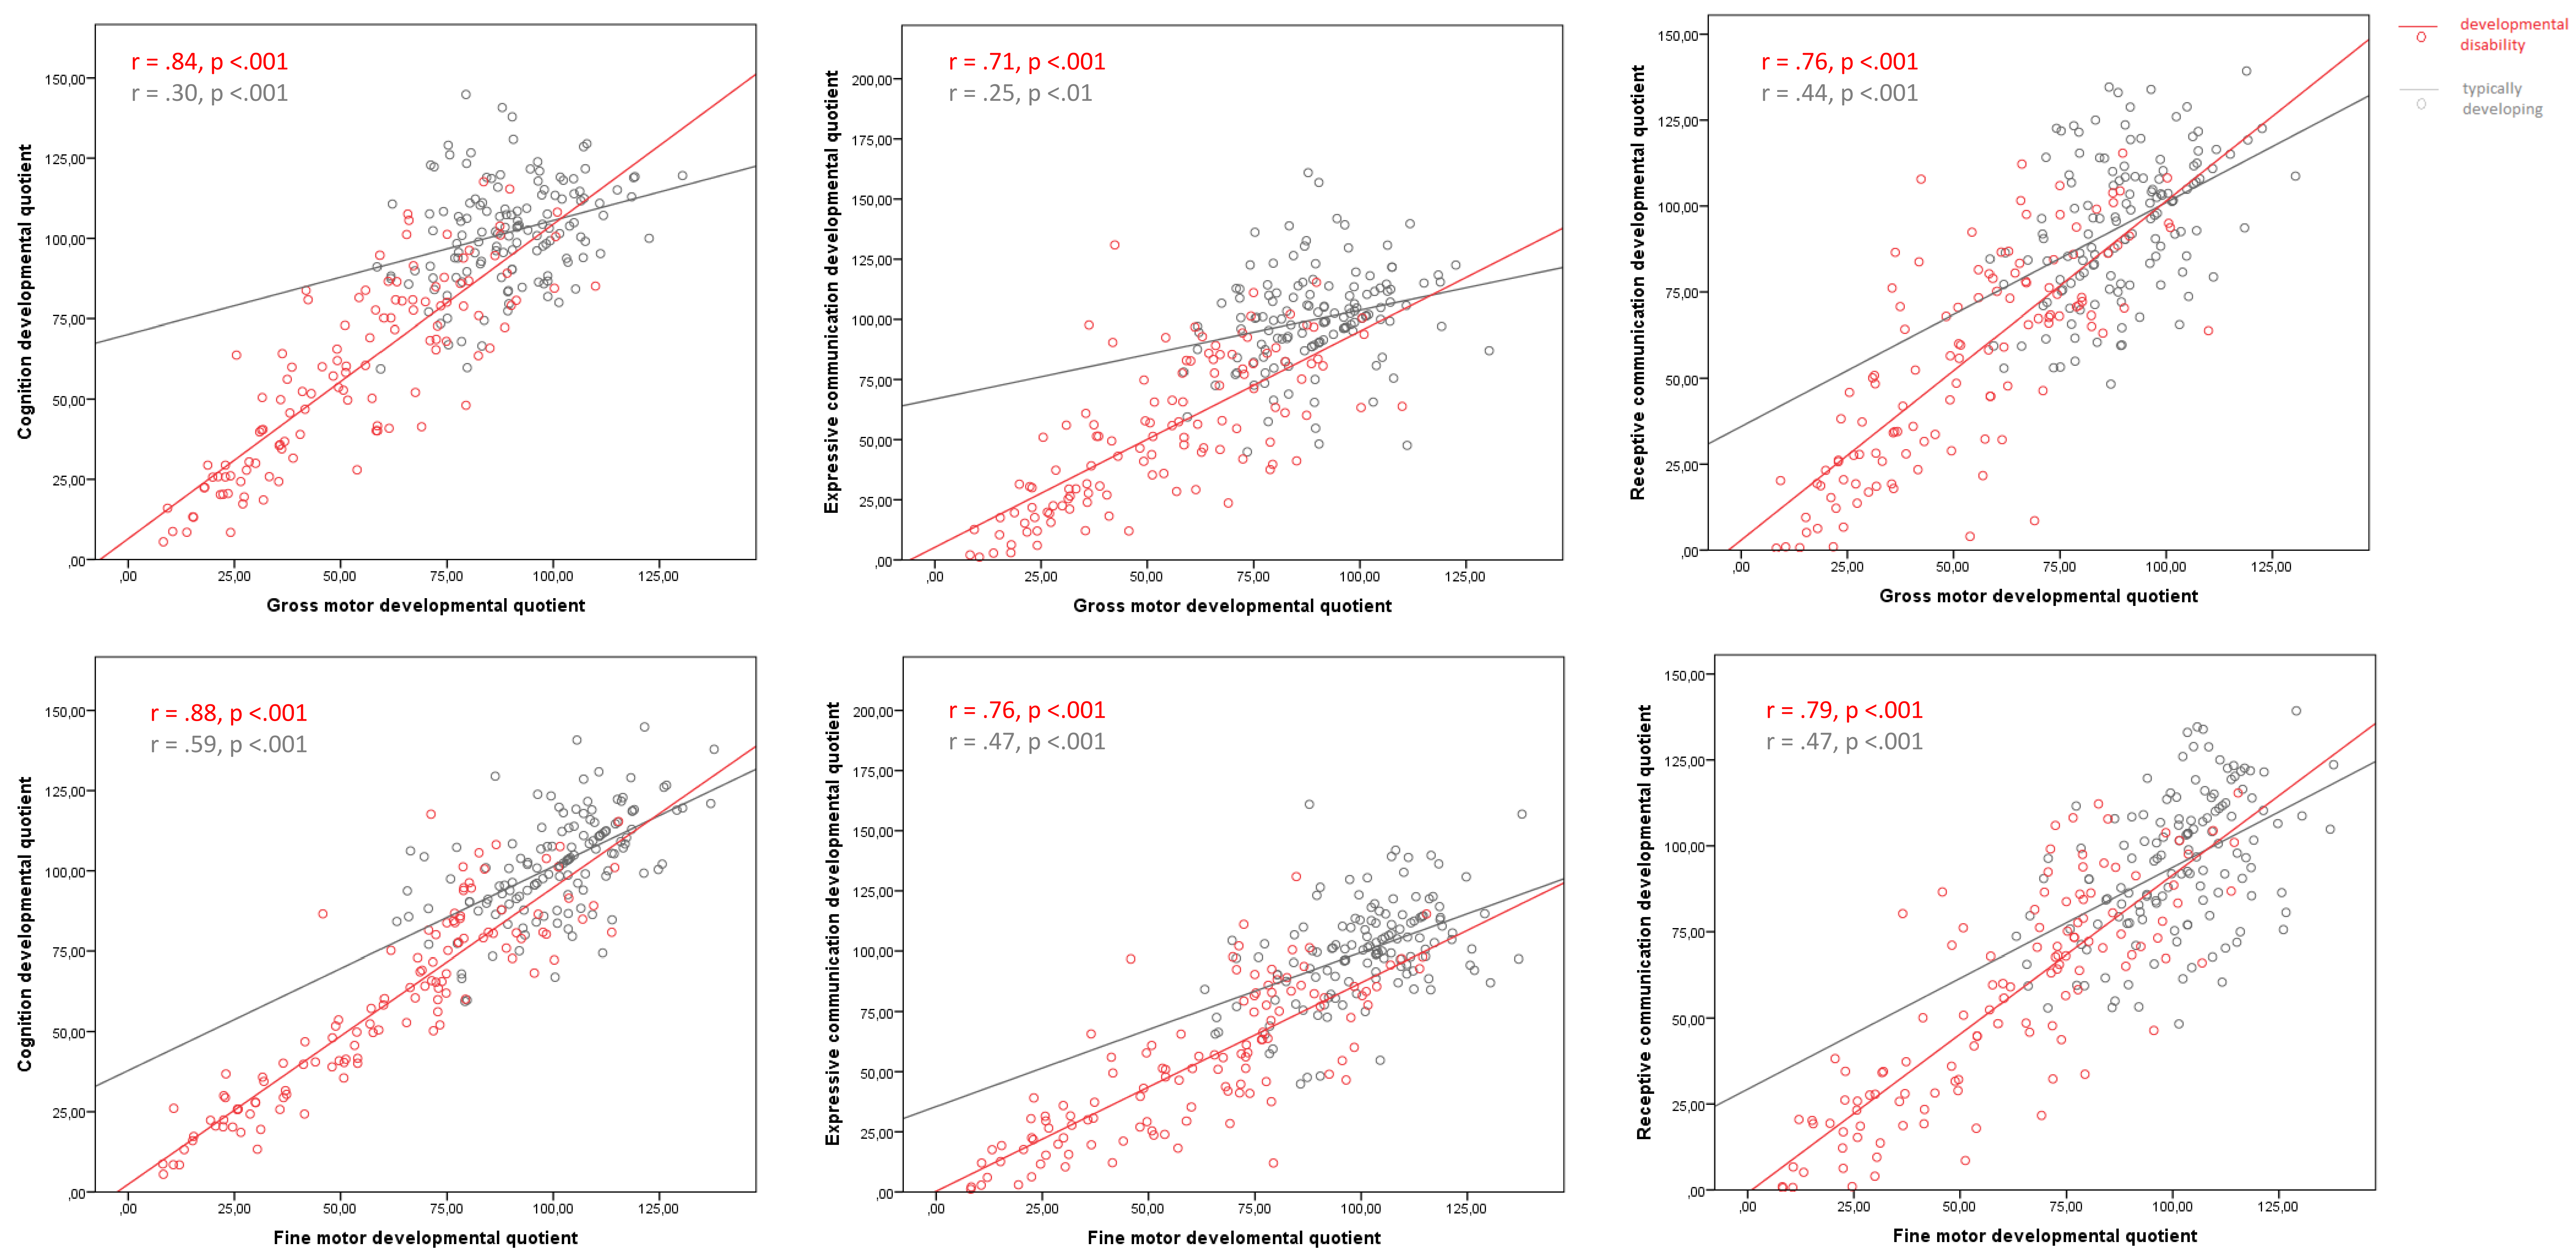 r = .84, p <.001
r = .30, p <.001
150,00
125,00
100,00
75,00
50,00
25,00
,00
Cognition developmental quotient
,00 25,00 50,00 75,00 100,00 125,00
Gross motor developmental quotient
r = .71, p <.001
r = .25, p <.01
200,00
175,00
150,00
125,00
100,00
75,00
50,00
25,00
,00
Expressive communication developmental quotient
,00 25,00 50,00 75,00 100,00 125,00
Gross motor developmental quotient
r = .76, p <.001
r = .44, p <.001
150,00
125,00
100,00
75,00
50,00
25,00
,00
Receptive communication developmental quotient
,00 25,00 50,00 75,00 100,00 125,00
Gross motor developmental quotient
developmental
disability
typically
developing
r = .88, p <.001
r = .59, p <.001
150,00
125,00
100,00
75,00
50,00
25,00
,00
Cognition developmental quotient
,00 25,00 50,00 75,00 100,00 125,00
Fine motor developmental quotient
r = .76, p <.001
r = .47, p <.001
200,00
175,00
150,00
125,00
100,00
75,00
50,00
25,00
,00
Expressive communication developmental quotient
,00 25,00 50,00 75,00 100,00 125,00
Fine motor develomental quotient
r = .79, p <.001
r = .47, p <.001
150,00
125,00
100,00
75,00
50,00
25,00
,00
Receptive communication developmental quotient
,00 25,00 50,00 75,00 100,00 125,00
Fine motor developmental quotient